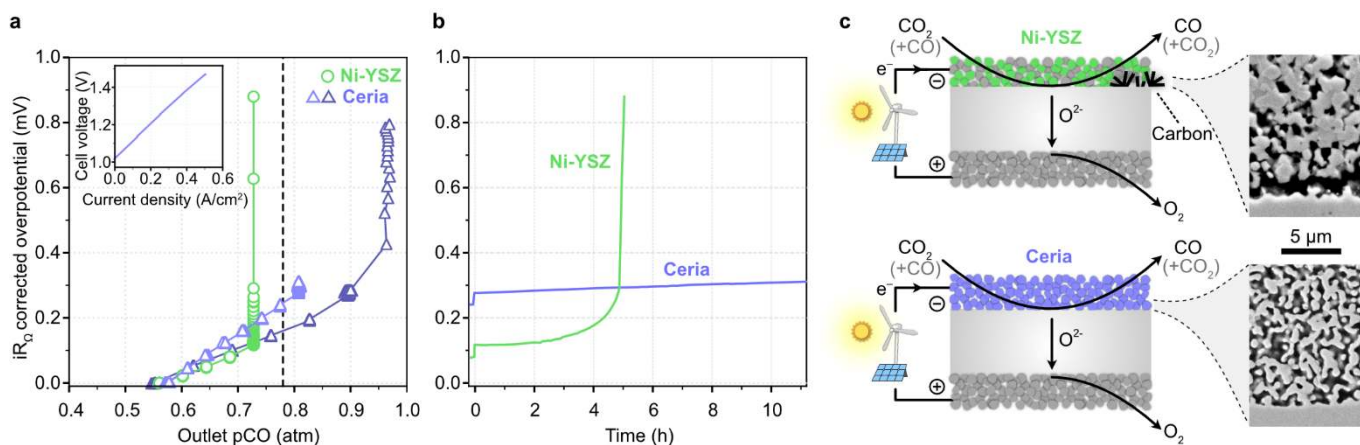 a
iRΩ corrected overpotential (mV)
1.0
0.8
0.6
0.4
0.2
0.0
0.4 0.5 0.6 0.7 0.8 0.9 1.0
Outlet pCO (atm)
Cell voltage (V)
1.4
1.2
1.0
0.0 0.2 0.4 0.6
Current density (A/cm²)
Ni-YSZ
Ceria
b
1.0
0.8
0.6
0.4
0.2
0.0
0 2 4 6 8 10
Time (h)
Ni-YSZ
Ceria
c
CO₂
(+CO)
Ni-YSZ
CO
(+CO₂)
e⁻
−
O²⁻
Carbon
+
O₂
5 µm
CO₂
(+CO)
Ceria
CO
(+CO₂)
e⁻
−
O²⁻
+
O₂